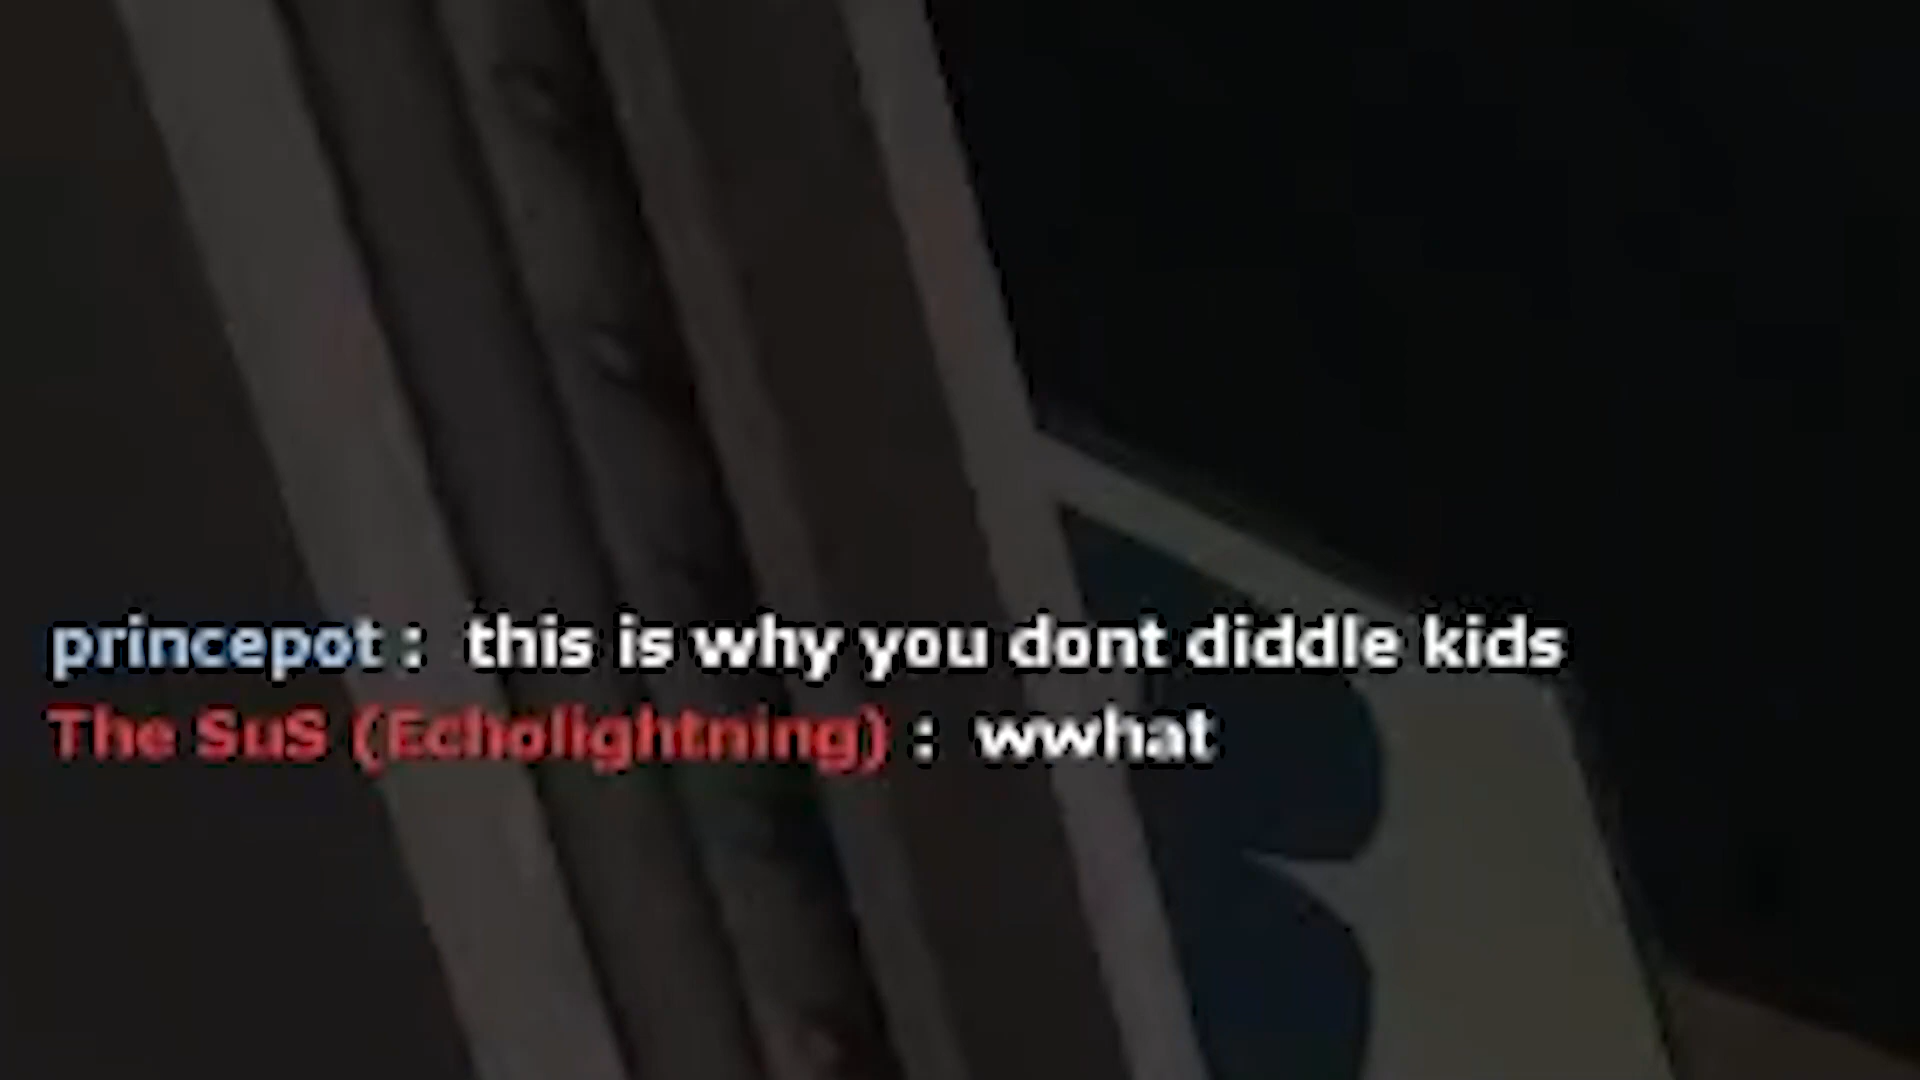 princepot :  this is why you dont diddle kids
The SuS (Echolightning) :  wwhat